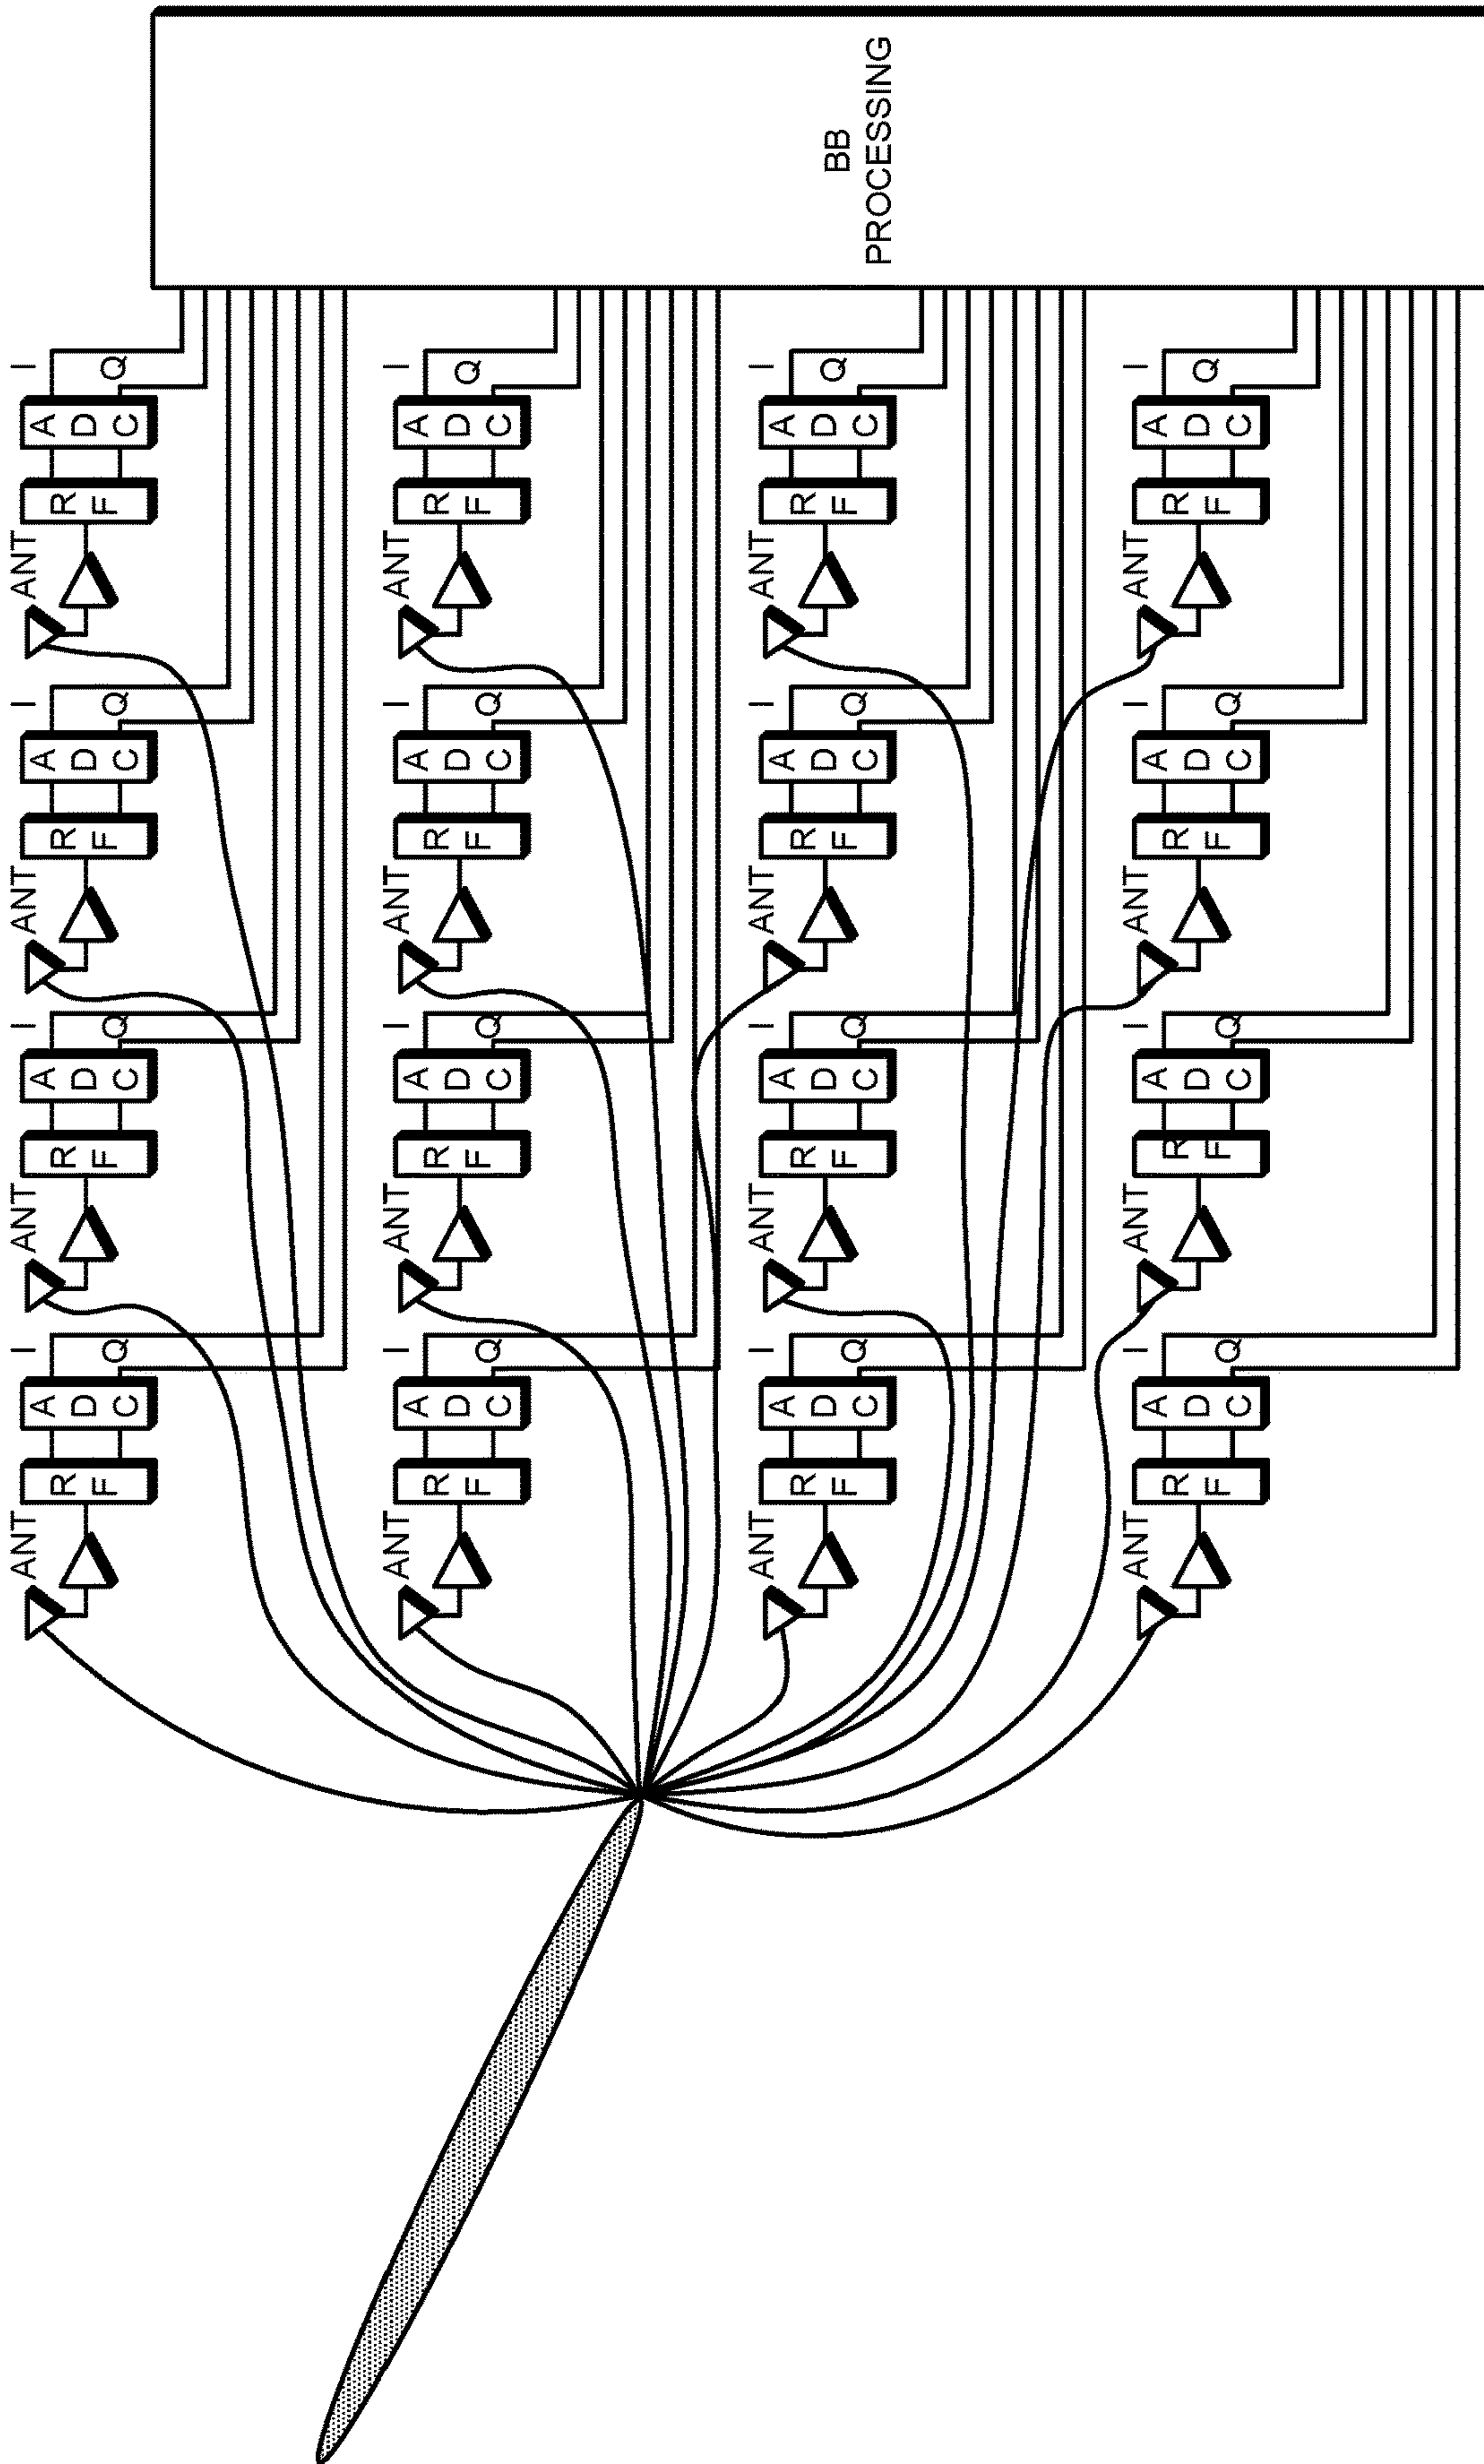 ANT
RF
ADC
I
Q
ANT
RF
ADC
I
Q
ANT
RF
ADC
I
Q
ANT
RF
ADC
I
Q
ANT
RF
ADC
I
Q
ANT
RF
ADC
I
Q
ANT
RF
ADC
I
Q
ANT
RF
ADC
I
Q
ANT
RF
ADC
I
Q
ANT
RF
ADC
I
Q
ANT
RF
ADC
I
Q
ANT
RF
ADC
I
Q
ANT
RF
ADC
I
Q
ANT
RF
ADC
I
Q
ANT
RF
ADC
I
Q
ANT
RF
ADC
I
Q
BB
PROCESSING